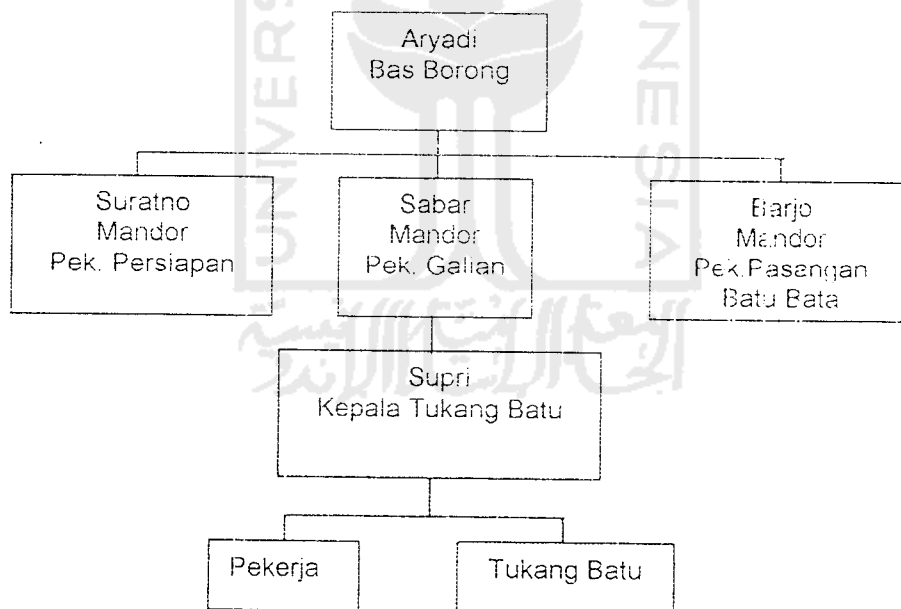 Aryadi
Bas Borong
Suratno
Mandor
Pek. Persiapan
Sabar
Mandor
Pek. Galian
Barjo
Mandor
Pek.Pasangan
Batu Bata
Supri
Kepala Tukang Batu
Pekerja
Tukang Batu